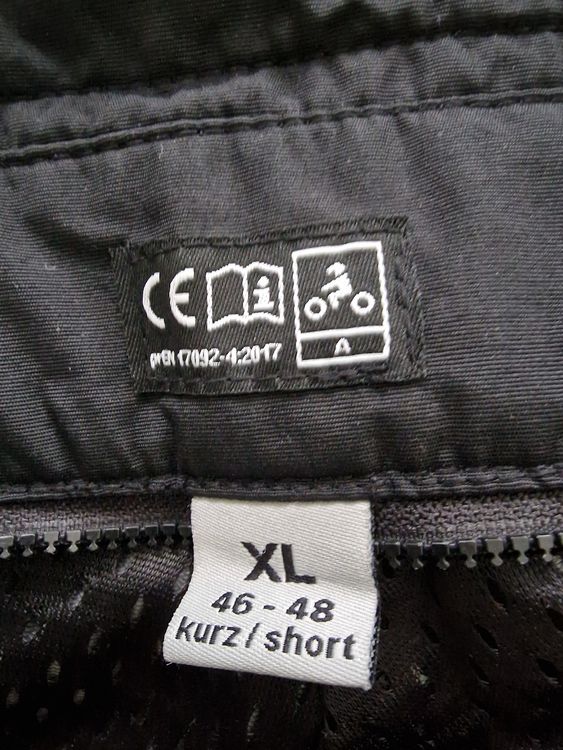 CE
prEN 17092-4:2017
A
XL
46 - 48
kurz / short